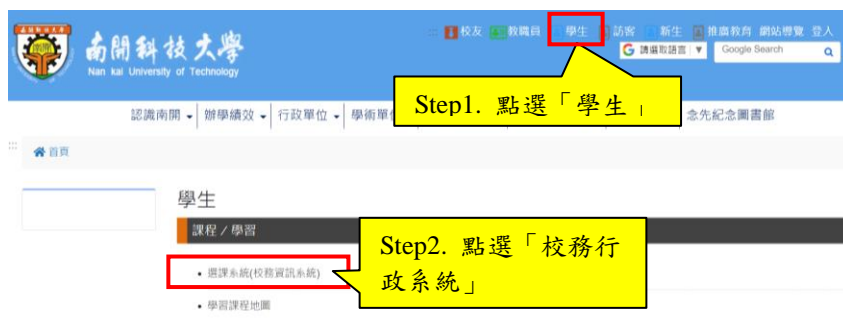 校友 教職員 學生 訪客 新生 推廣教育 網站導覽 登入
南開科技大學
Nan kai University of Technology
G 請選取語言 ▼ Google Search
Step1. 點選「學生」
認識南開 辦學績效 行政單位 學術單位 念先紀念圖書館
首頁
學生
課程 / 學習
Step2. 點選「校務行
政系統」
• 選課系統(校務資訊系統)
• 學習課程地圖